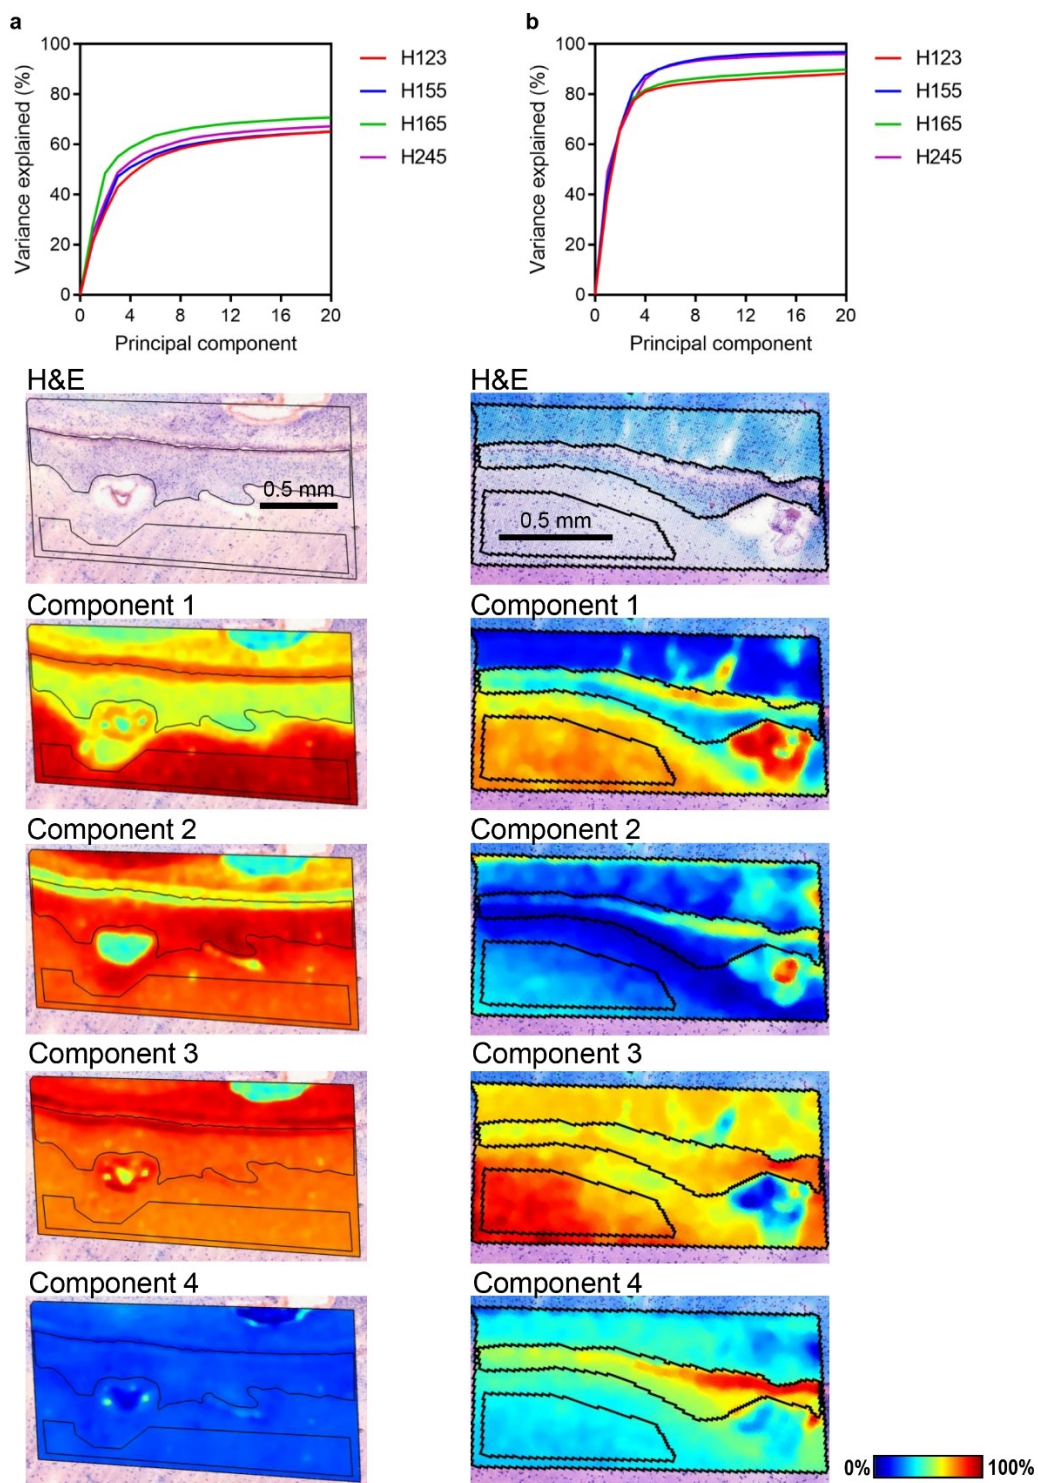 a
b
100
80
60
40
20
0
Variance explained (%)
0 4 8 12 16 20
Principal component
H123
H155
H165
H245
100
80
60
40
20
0
Variance explained (%)
0 4 8 12 16 20
Principal component
H123
H155
H165
H245
H&E
0.5 mm
H&E
0.5 mm
Component 1
Component 1
Component 2
Component 2
Component 3
Component 3
Component 4
Component 4
0% 100%